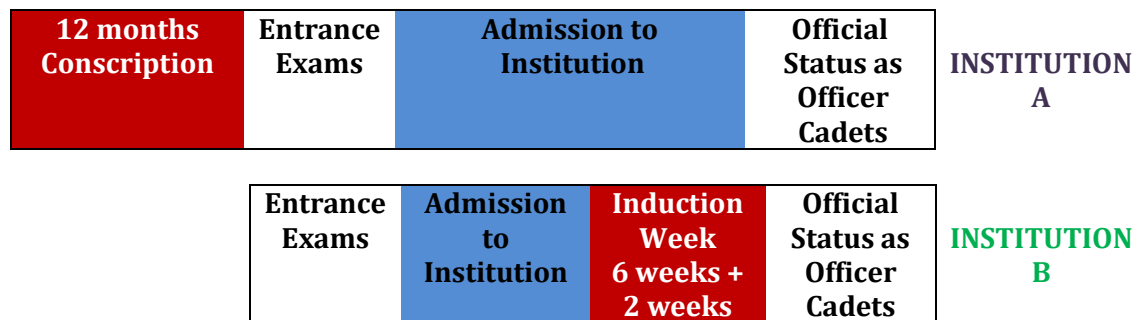 12 months
Conscription
Entrance
Exams
Admission to
Institution
Official
Status as
Officer
Cadets
INSTITUTION
A
Entrance
Exams
Admission
to
Institution
Induction
Week
6 weeks +
2 weeks
Official
Status as
Officer
Cadets
INSTITUTION
B